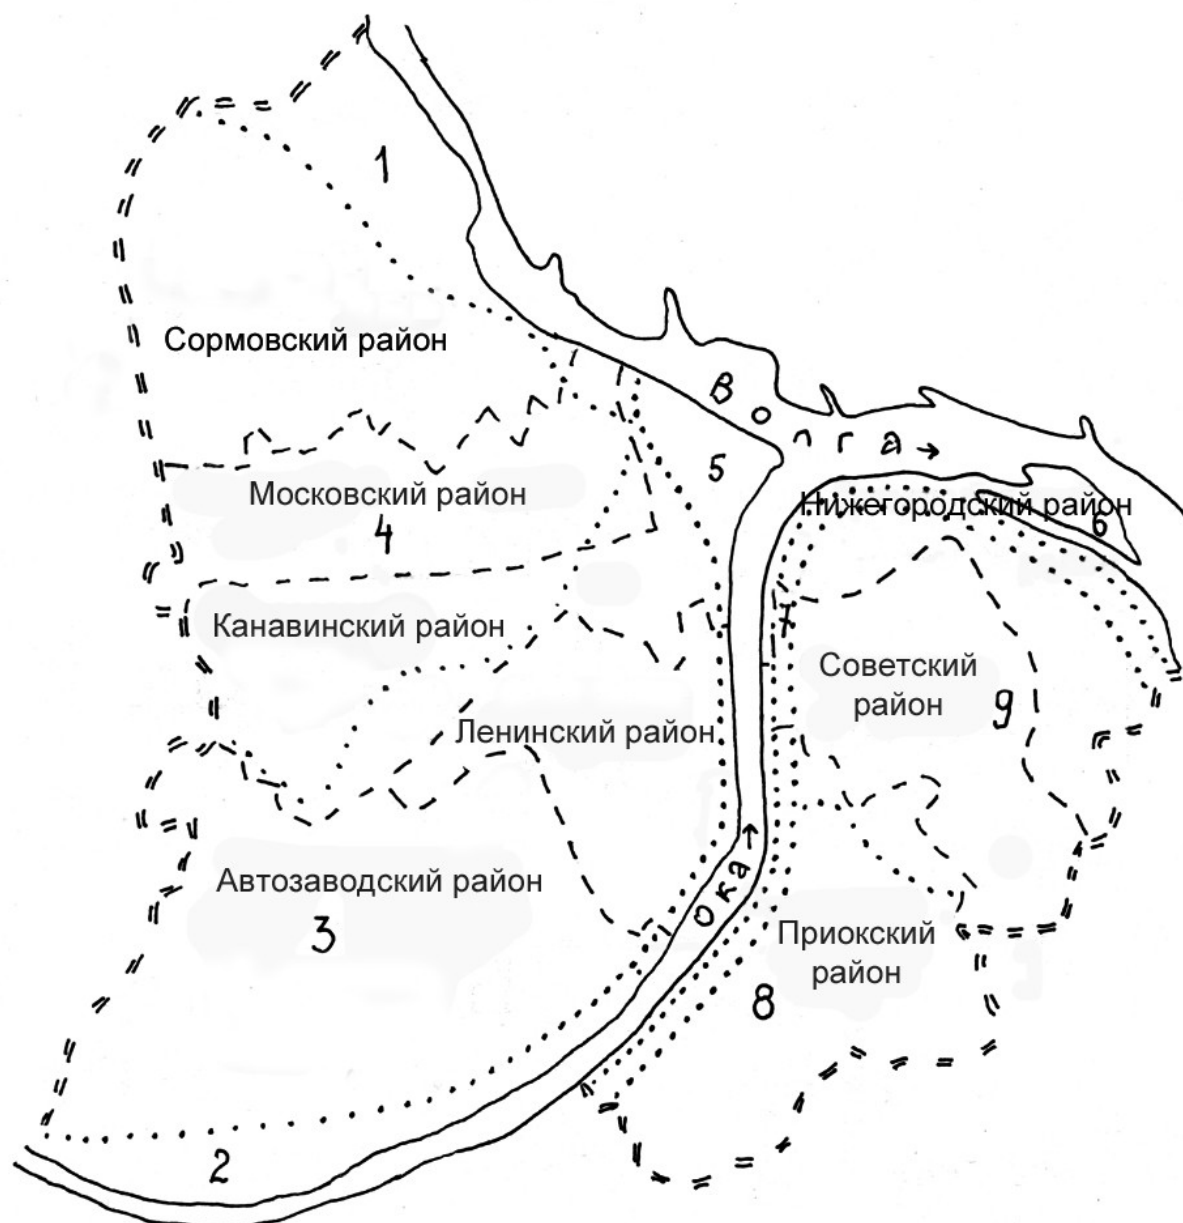 1
Сормовский район
Волга →
5
Московский район
4
Нижегородский район
6
Канавинский район
7
Советский
район
9
Ленинский район
Ока →
Автозаводский район
3
Приокский
район
8
2